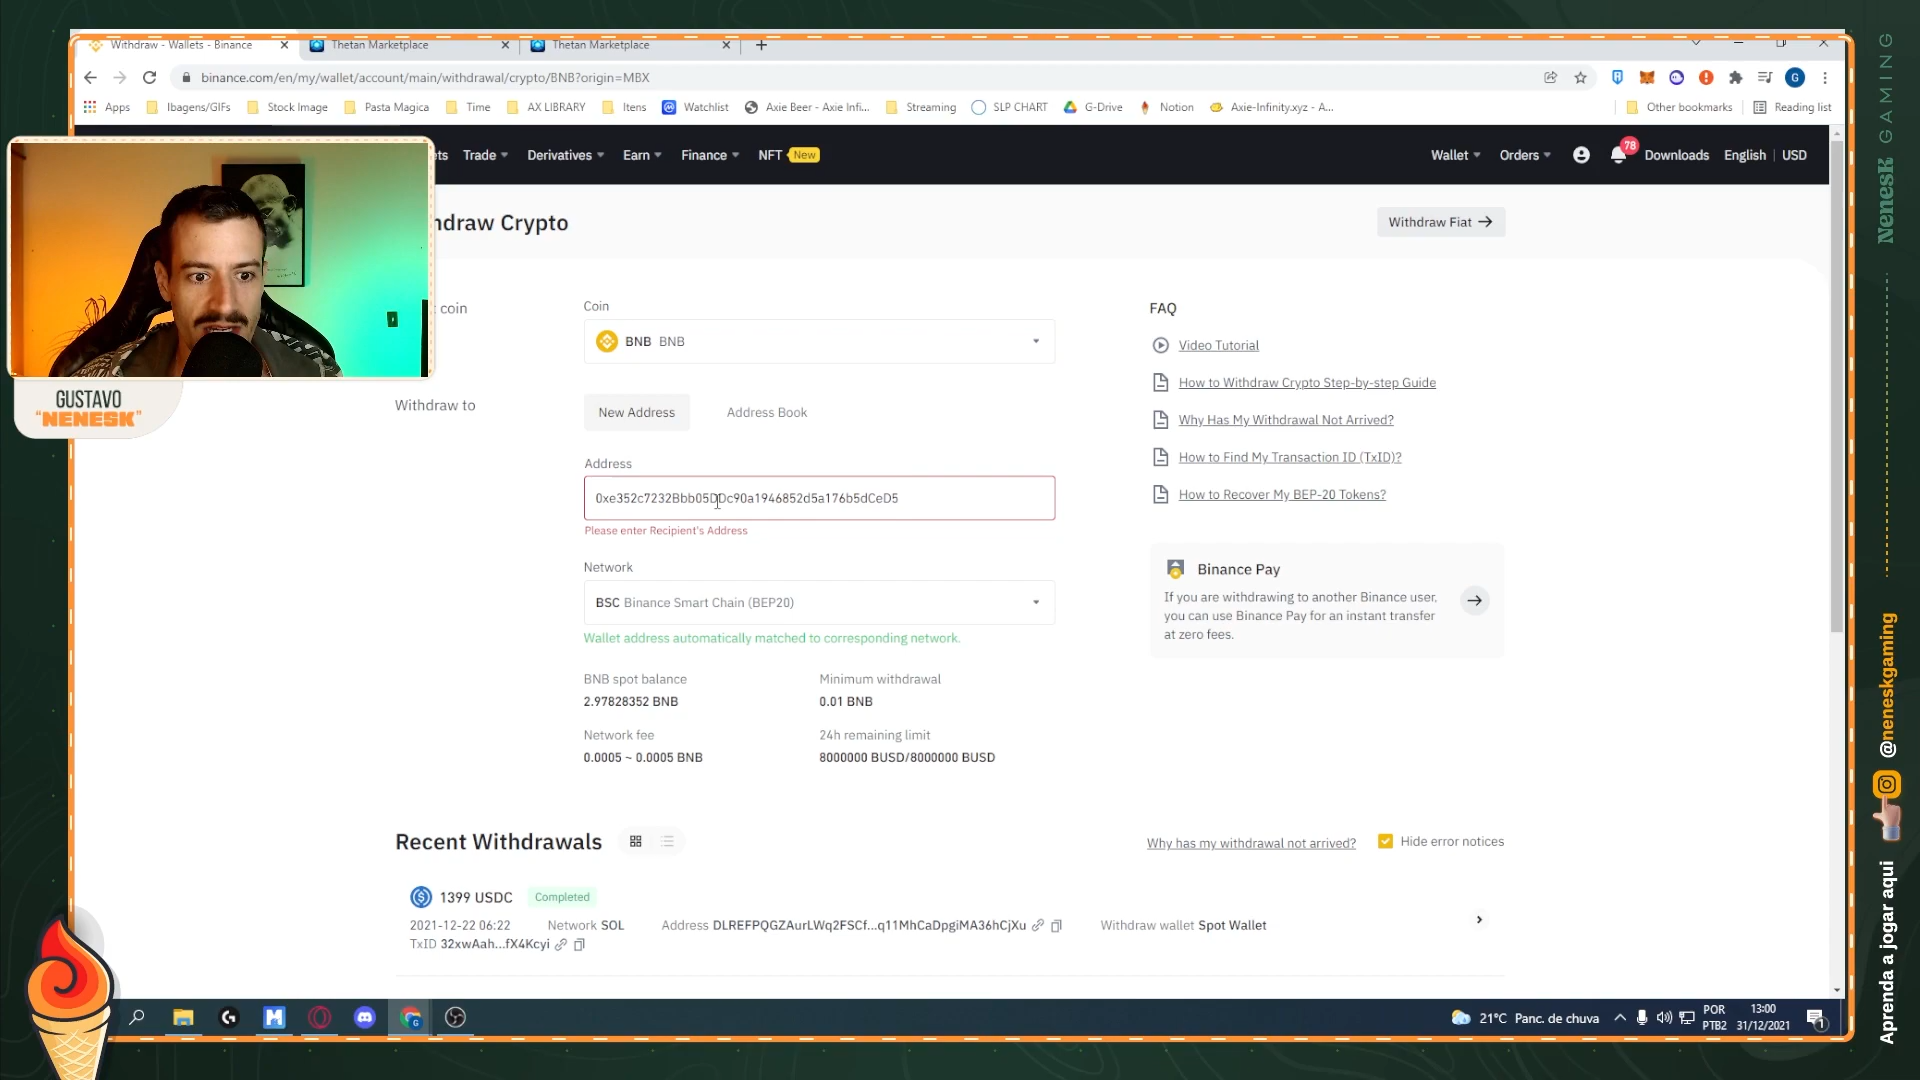 Withdraw - Wallets - Binance
Thetan Marketplace
Thetan Marketplace
binance.com/en/my/wallet/account/main/withdrawal/crypto/BNB?origin=MBX
G
Apps
Ibagens/GIFs
Stock Image
Pasta Magica
Time
AX LIBRARY
Itens
Watchlist
Axie Beer - Axie Infi...
Streaming
SLP CHART
G-Drive
Notion
Axie-Infinity.xyz - A...
Other bookmarks
Reading list
ets
Trade
Derivatives
Earn
Finance
NFT New
Wallet
Orders
78
Downloads
English | USD
hdraw Crypto
Withdraw Fiat
coin
Coin
BNB BNB
Withdraw to
New Address
Address Book
Address
0xe352c7232Bbb05DDc90a1946852d5a176b5dCeD5
Please enter Recipient's Address
Network
BSC Binance Smart Chain (BEP20)
Wallet address automatically matched to corresponding network.
BNB spot balance
2.97828352 BNB
Minimum withdrawal
0.01 BNB
Network fee
0.0005 ~ 0.0005 BNB
24h remaining limit
8000000 BUSD/8000000 BUSD
FAQ
Video Tutorial
How to Withdraw Crypto Step-by-step Guide
Why Has My Withdrawal Not Arrived?
How to Find My Transaction ID (TxID)?
How to Recover My BEP-20 Tokens?
Binance Pay
If you are withdrawing to another Binance user,
you can use Binance Pay for an instant transfer
at zero fees.
Recent Withdrawals
Why has my withdrawal not arrived?
Hide error notices
1399 USDC
Completed
2021-12-22 06:22
Network SOL
Address DLREFPQGZAurLWq2FSCf...q11MhCaDpgiMA36hCjXu
Withdraw wallet Spot Wallet
TxID 32xwAah...fX4Kcyi
GUSTAVO
"NENESK"
21°C Panc. de chuva
POR
PTB2
13:00
31/12/2021
1
Nenesk GAMING
@neneskgaming
Aprenda a jogar aqui